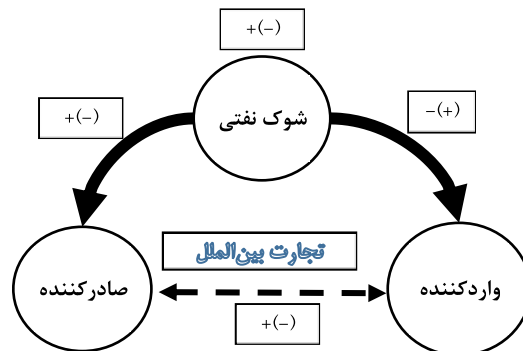 +(−)
شوک نفتی
−(+)
+(−)
تجارت بین‌الملل
واردکننده
صادرکننده
+(−)